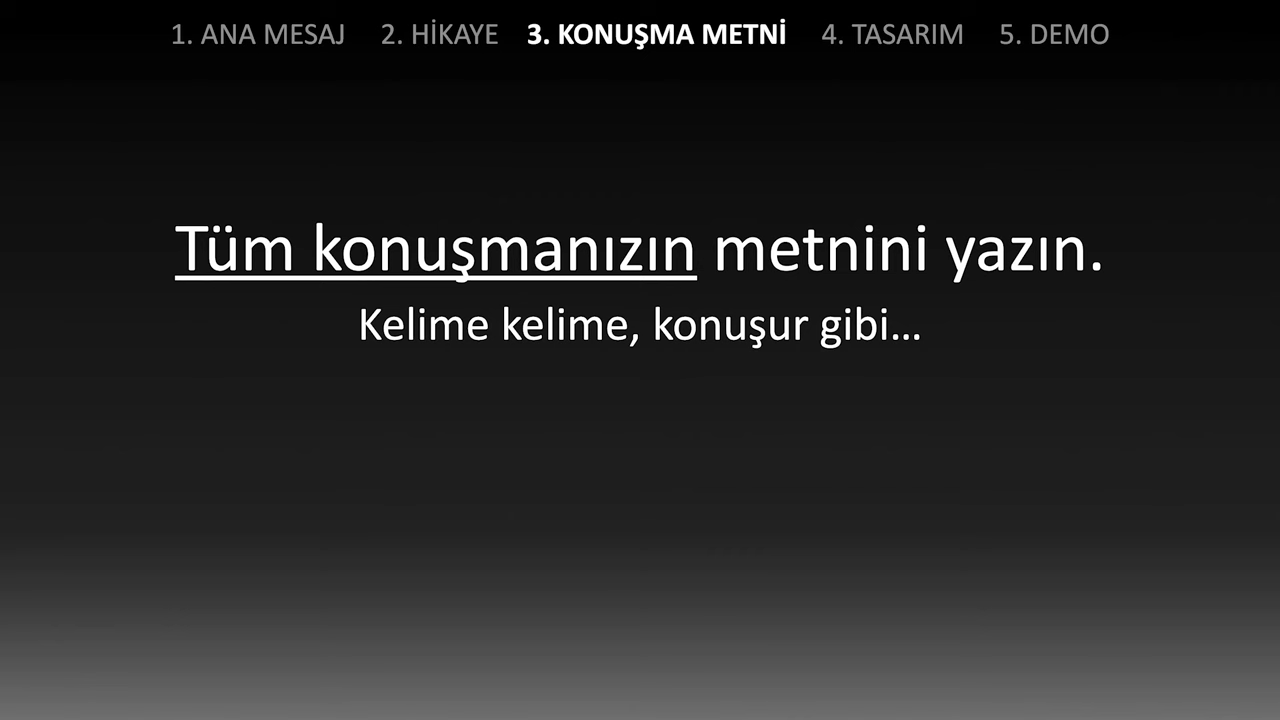 1. ANA MESAJ 2. HİKAYE 3. KONUŞMA METNİ 4. TASARIM 5. DEMO
Tüm konuşmanızın metnini yazın.
Kelime kelime, konuşur gibi...